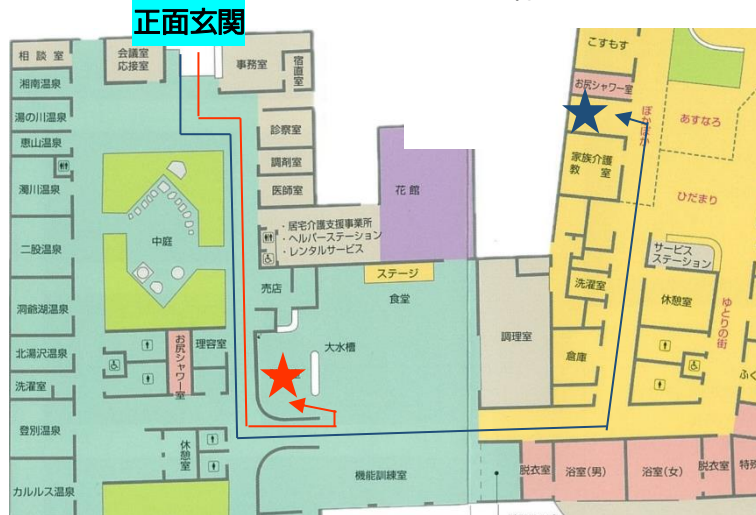 正面玄関
相談室
会議室
応接室
事務室
宿直室
こすもす
湘南温泉
お尻シャワー室
湯の川温泉
診察室
ぽかぽか
あすなろ
恵山温泉
調剤室
家族介護
教室
濁川温泉
医師室
花館
ひだまり
中庭
・居宅介護支援事業所
・ヘルパーステーション
・レンタルサービス
二股温泉
サービス
ステーション
ステージ
売店
食堂
洗濯室
休憩室
洞爺湖温泉
ゆとりの街
北湯沢温泉
お尻シャワー室
理容室
大水槽
調理室
倉庫
洗濯室
ふく
登別温泉
休憩室
カルルス温泉
機能訓練室
脱衣室
浴室(男)
浴室(女)
脱衣室
特殊